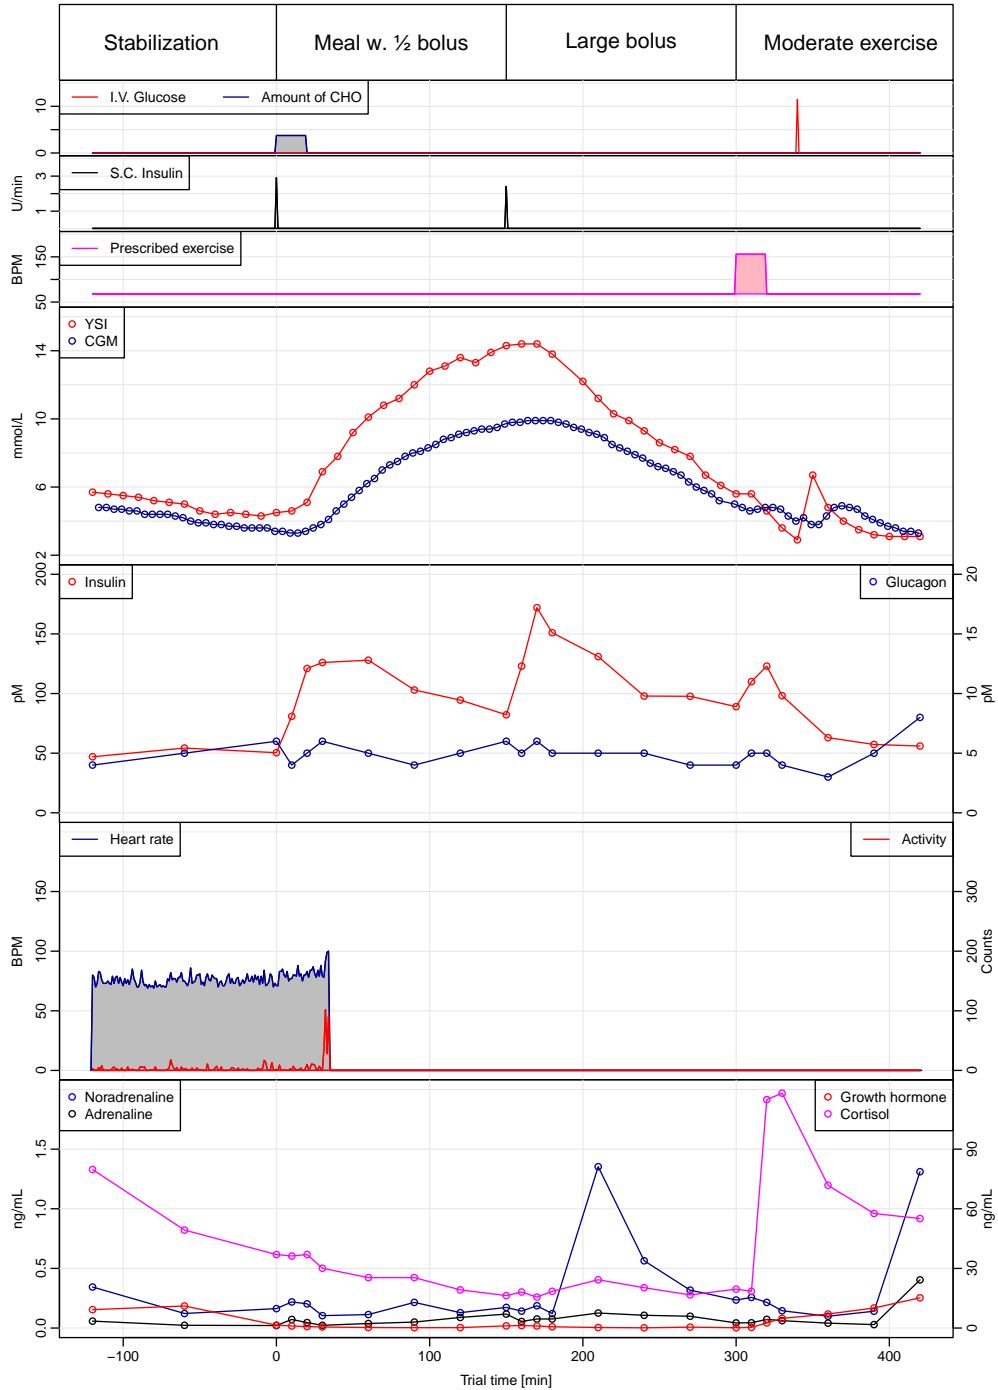 Stabilization
Meal w. ½ bolus
Large bolus
Moderate exercise
I.V. Glucose
Amount of CHO
0
10
S.C. Insulin
U/min
1
3
Prescribed exercise
BPM
50
150
YSI
CGM
mmol/L
2
6
10
14
Insulin
Glucagon
pM
0
50
100
150
200
pM
0
5
10
15
20
Heart rate
Activity
BPM
0
50
100
150
Counts
0
100
200
300
Noradrenaline
Adrenaline
Growth hormone
Cortisol
ng/mL
0.0
0.5
1.0
1.5
ng/mL
0
30
60
90
−100
0
100
200
300
400
Trial time [min]